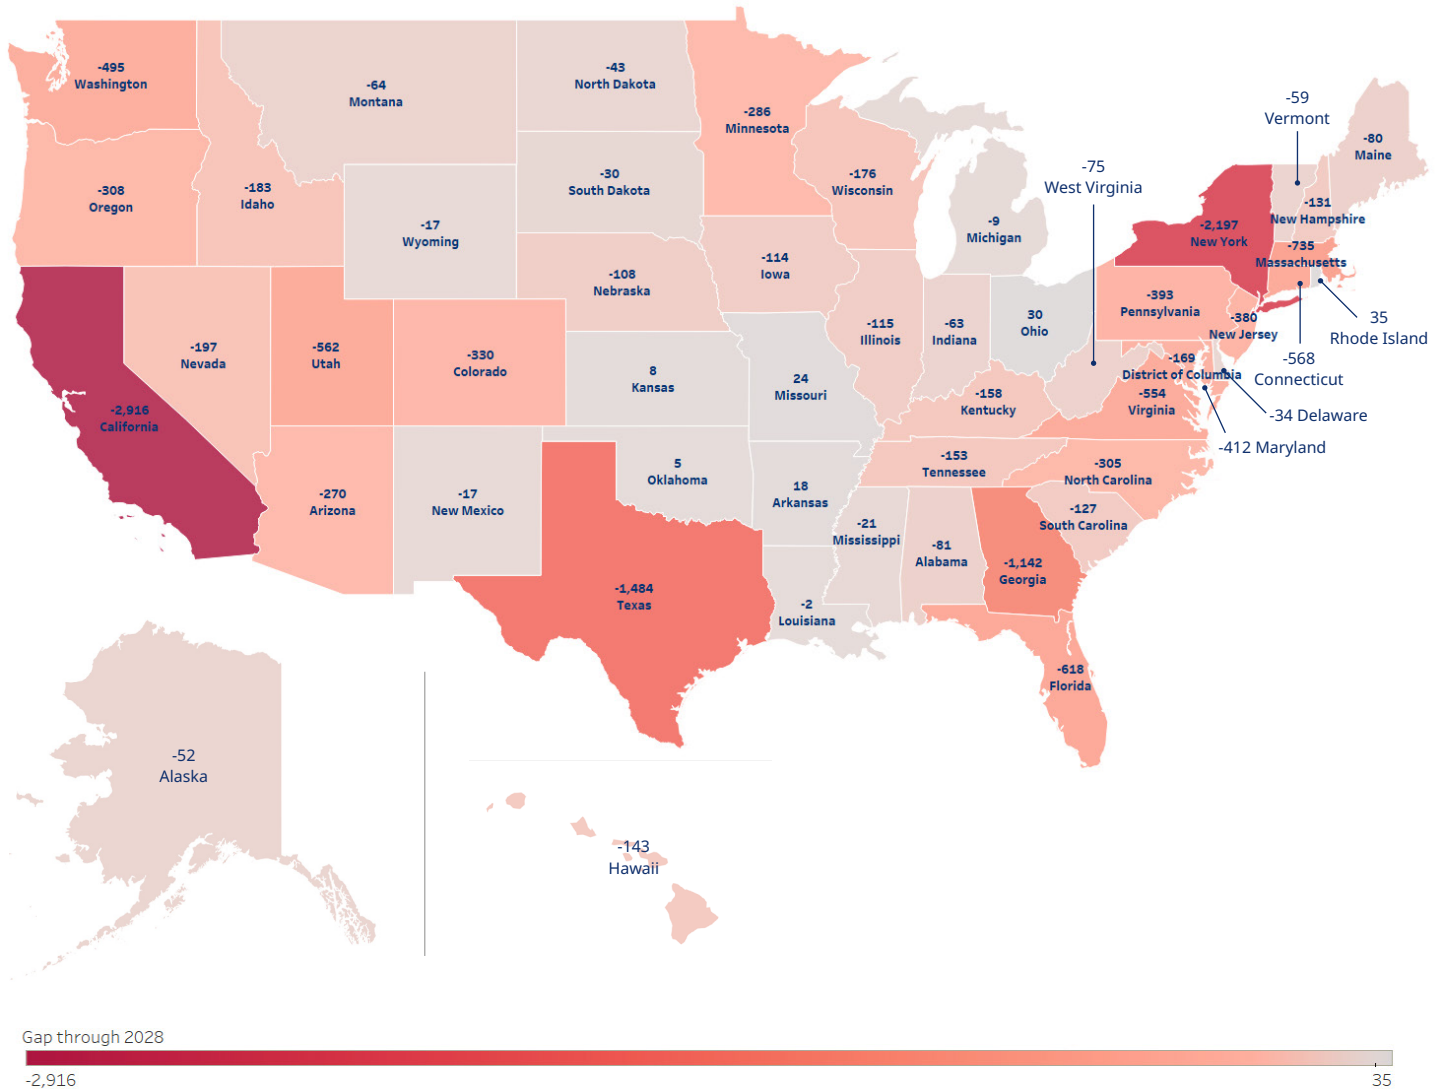 -495
Washington
-64
Montana
-43
North Dakota
-286
Minnesota
-59
Vermont
-80
Maine
-308
Oregon
-183
Idaho
-30
South Dakota
-176
Wisconsin
-75
West Virginia
-17
Wyoming
-9
Michigan
-2,197
New York
-131
New Hampshire
-735
Massachusetts
-108
Nebraska
-114
Iowa
-393
Pennsylvania
-380
New Jersey
35
Rhode Island
-197
Nevada
-562
Utah
-330
Colorado
-115
Illinois
-63
Indiana
30
Ohio
-568
Connecticut
8
Kansas
24
Missouri
-169
District of Columbia
-2,916
California
-158
Kentucky
-554
Virginia
-34 Delaware
-412 Maryland
-270
Arizona
-17
New Mexico
5
Oklahoma
18
Arkansas
-153
Tennessee
-305
North Carolina
-127
South Carolina
-21
Mississippi
-81
Alabama
-1,142
Georgia
-1,484
Texas
-2
Louisiana
-618
Florida
-52
Alaska
-143
Hawaii
Gap through 2028
-2,916
35